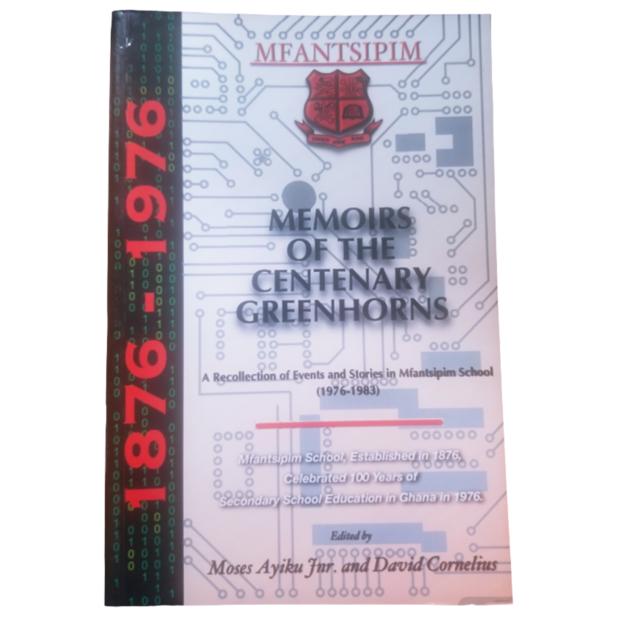 MFANTSIPIM
1876 - 1976
MEMOIRS
OF THE
CENTENARY
GREENHORNS
A Recollection of Events and Stories in Mfantsipim School
(1976-1983)
Mfantsipim School, Established in 1876,
Celebrated 100 Years of
Secondary School Education in Ghana in 1976.
Edited by
Moses Ayiku Jnr. and David Cornelius